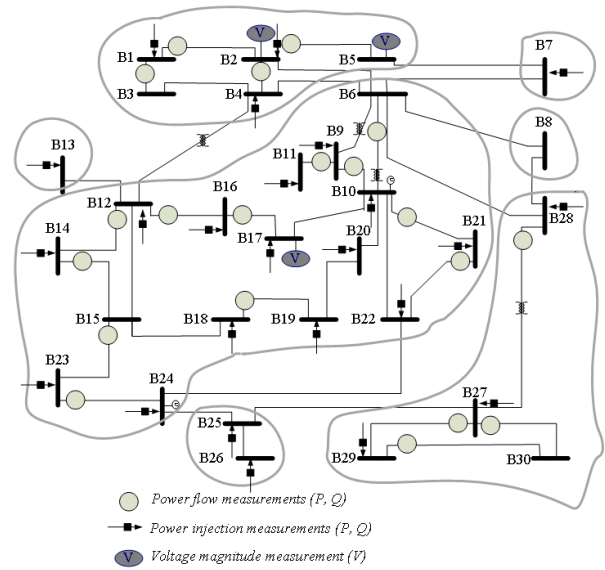 V
V
B7
B1
B2
B5
B3
B4
B6
B8
B13
B9
B11
B12
B16
B10
B14
B17
B20
B21
B28
V
B15
B18
B19
B22
B23
B24
B27
B25
B26
B29
B30
Power flow measurements (P, Q)
Power injection measurements (P, Q)
V
Voltage magnitude measurement (V)